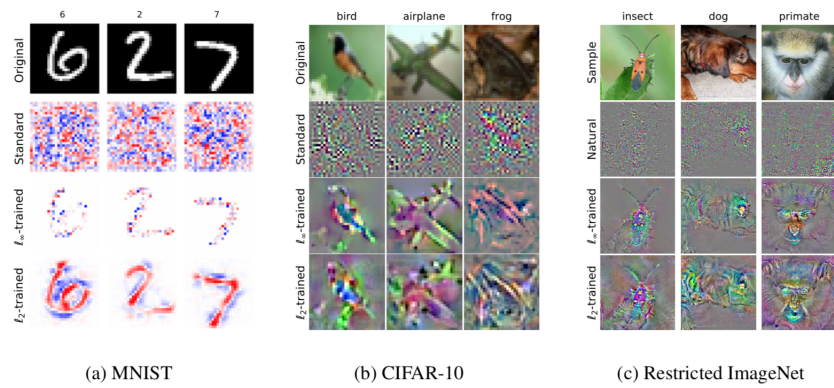 6 2 7
Original
Standard
ℓ∞-trained
ℓ2-trained
(a) MNIST
bird airplane frog
Original
Standard
ℓ∞-trained
ℓ2-trained
(b) CIFAR-10
insect dog primate
Sample
Natural
ℓ∞-trained
ℓ2-trained
(c) Restricted ImageNet